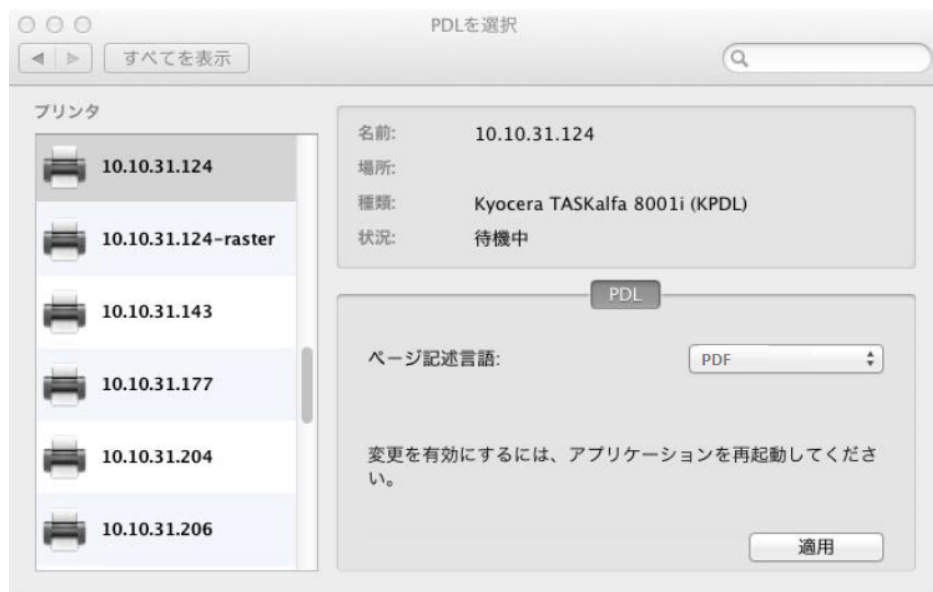 PDLを選択
すべてを表示
プリンタ
10.10.31.124
10.10.31.124-raster
10.10.31.143
10.10.31.177
10.10.31.204
10.10.31.206
名前: 10.10.31.124
場所:
種類: Kyocera TASKalfa 8001i (KPDL)
状況: 待機中
PDL
ページ記述言語: PDF
変更を有効にするには、アプリケーションを再起動してくださ
い。
適用